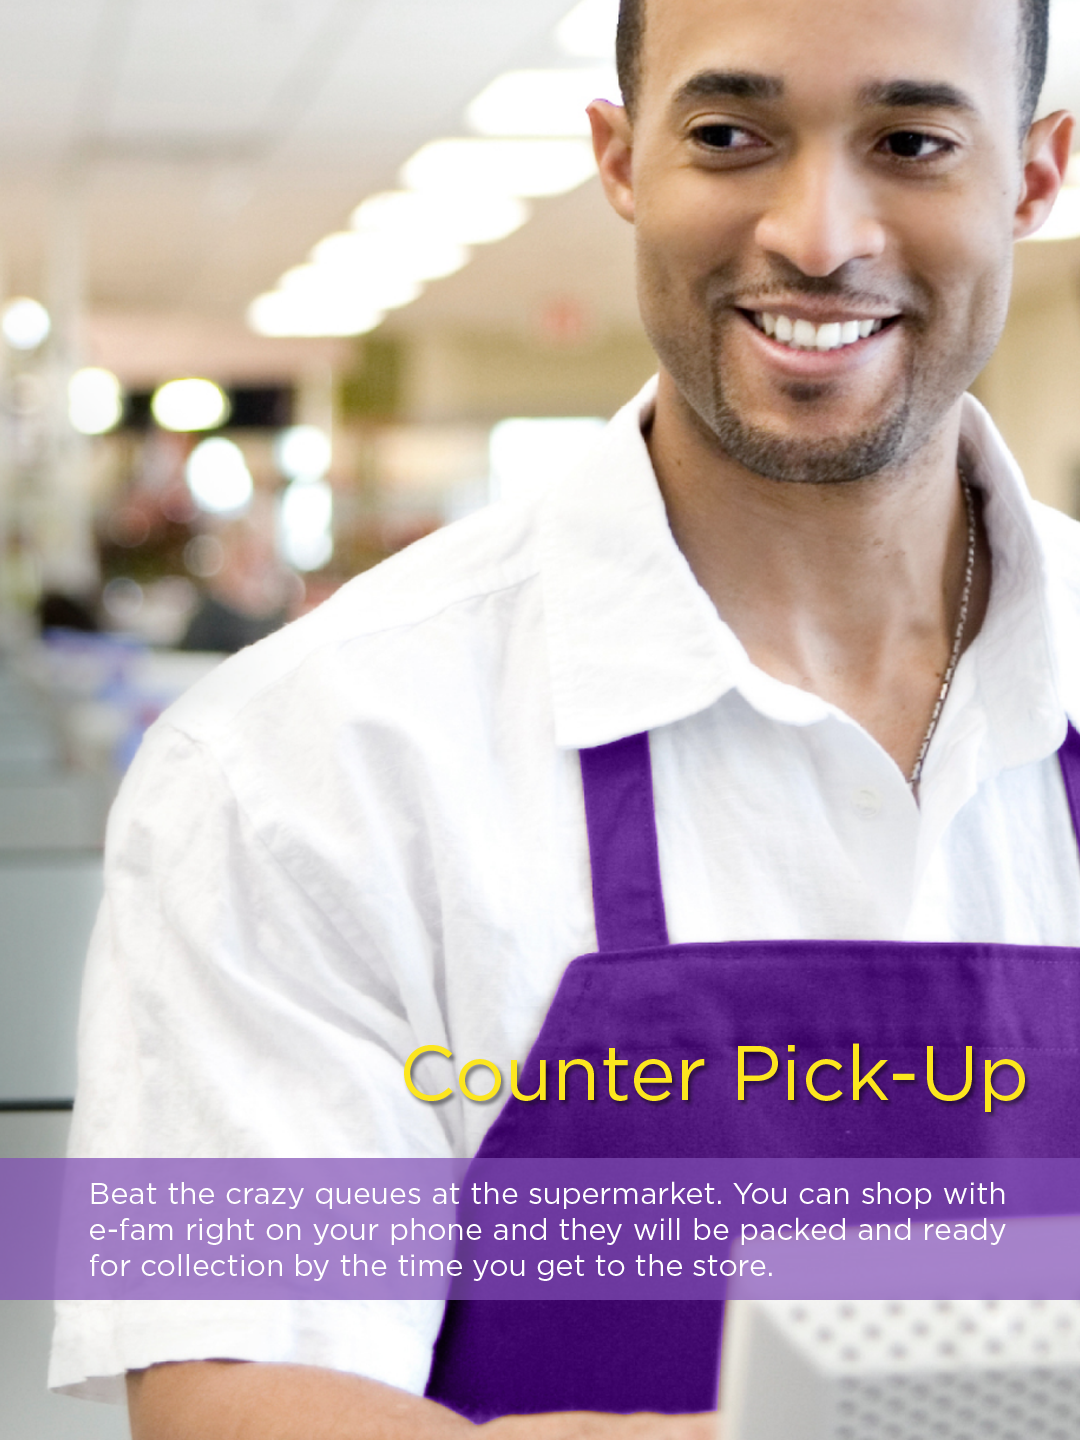 Counter Pick-Up
Beat the crazy queues at the supermarket. You can shop with
e-fam right on your phone and they will be packed and ready
for collection by the time you get to the store.